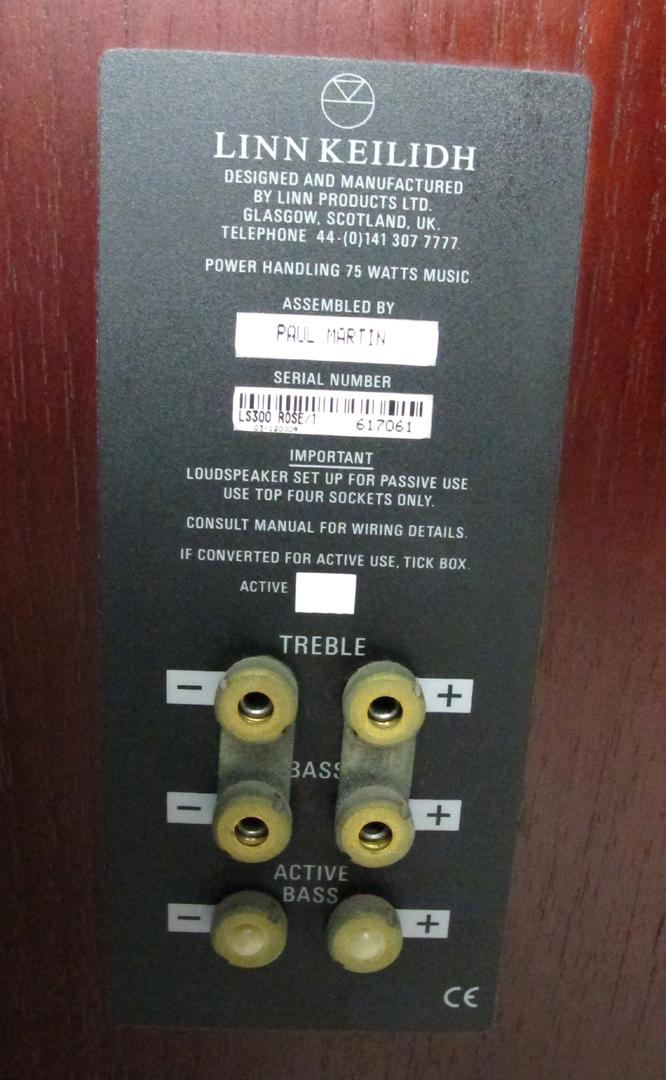 LINN KEILIDH
DESIGNED AND MANUFACTURED
BY LINN PRODUCTS LTD.
GLASGOW, SCOTLAND, UK.
TELEPHONE 44-(0)141 307 7777.
POWER HANDLING 75 WATTS MUSIC
ASSEMBLED BY
PAUL MARTIN
SERIAL NUMBER
LS300 ROSE/1 617061
IMPORTANT
LOUDSPEAKER SET UP FOR PASSIVE USE
USE TOP FOUR SOCKETS ONLY.
CONSULT MANUAL FOR WIRING DETAILS.
IF CONVERTED FOR ACTIVE USE, TICK BOX.
ACTIVE
TREBLE
− +
BASS
− +
ACTIVE
BASS
− +
CE